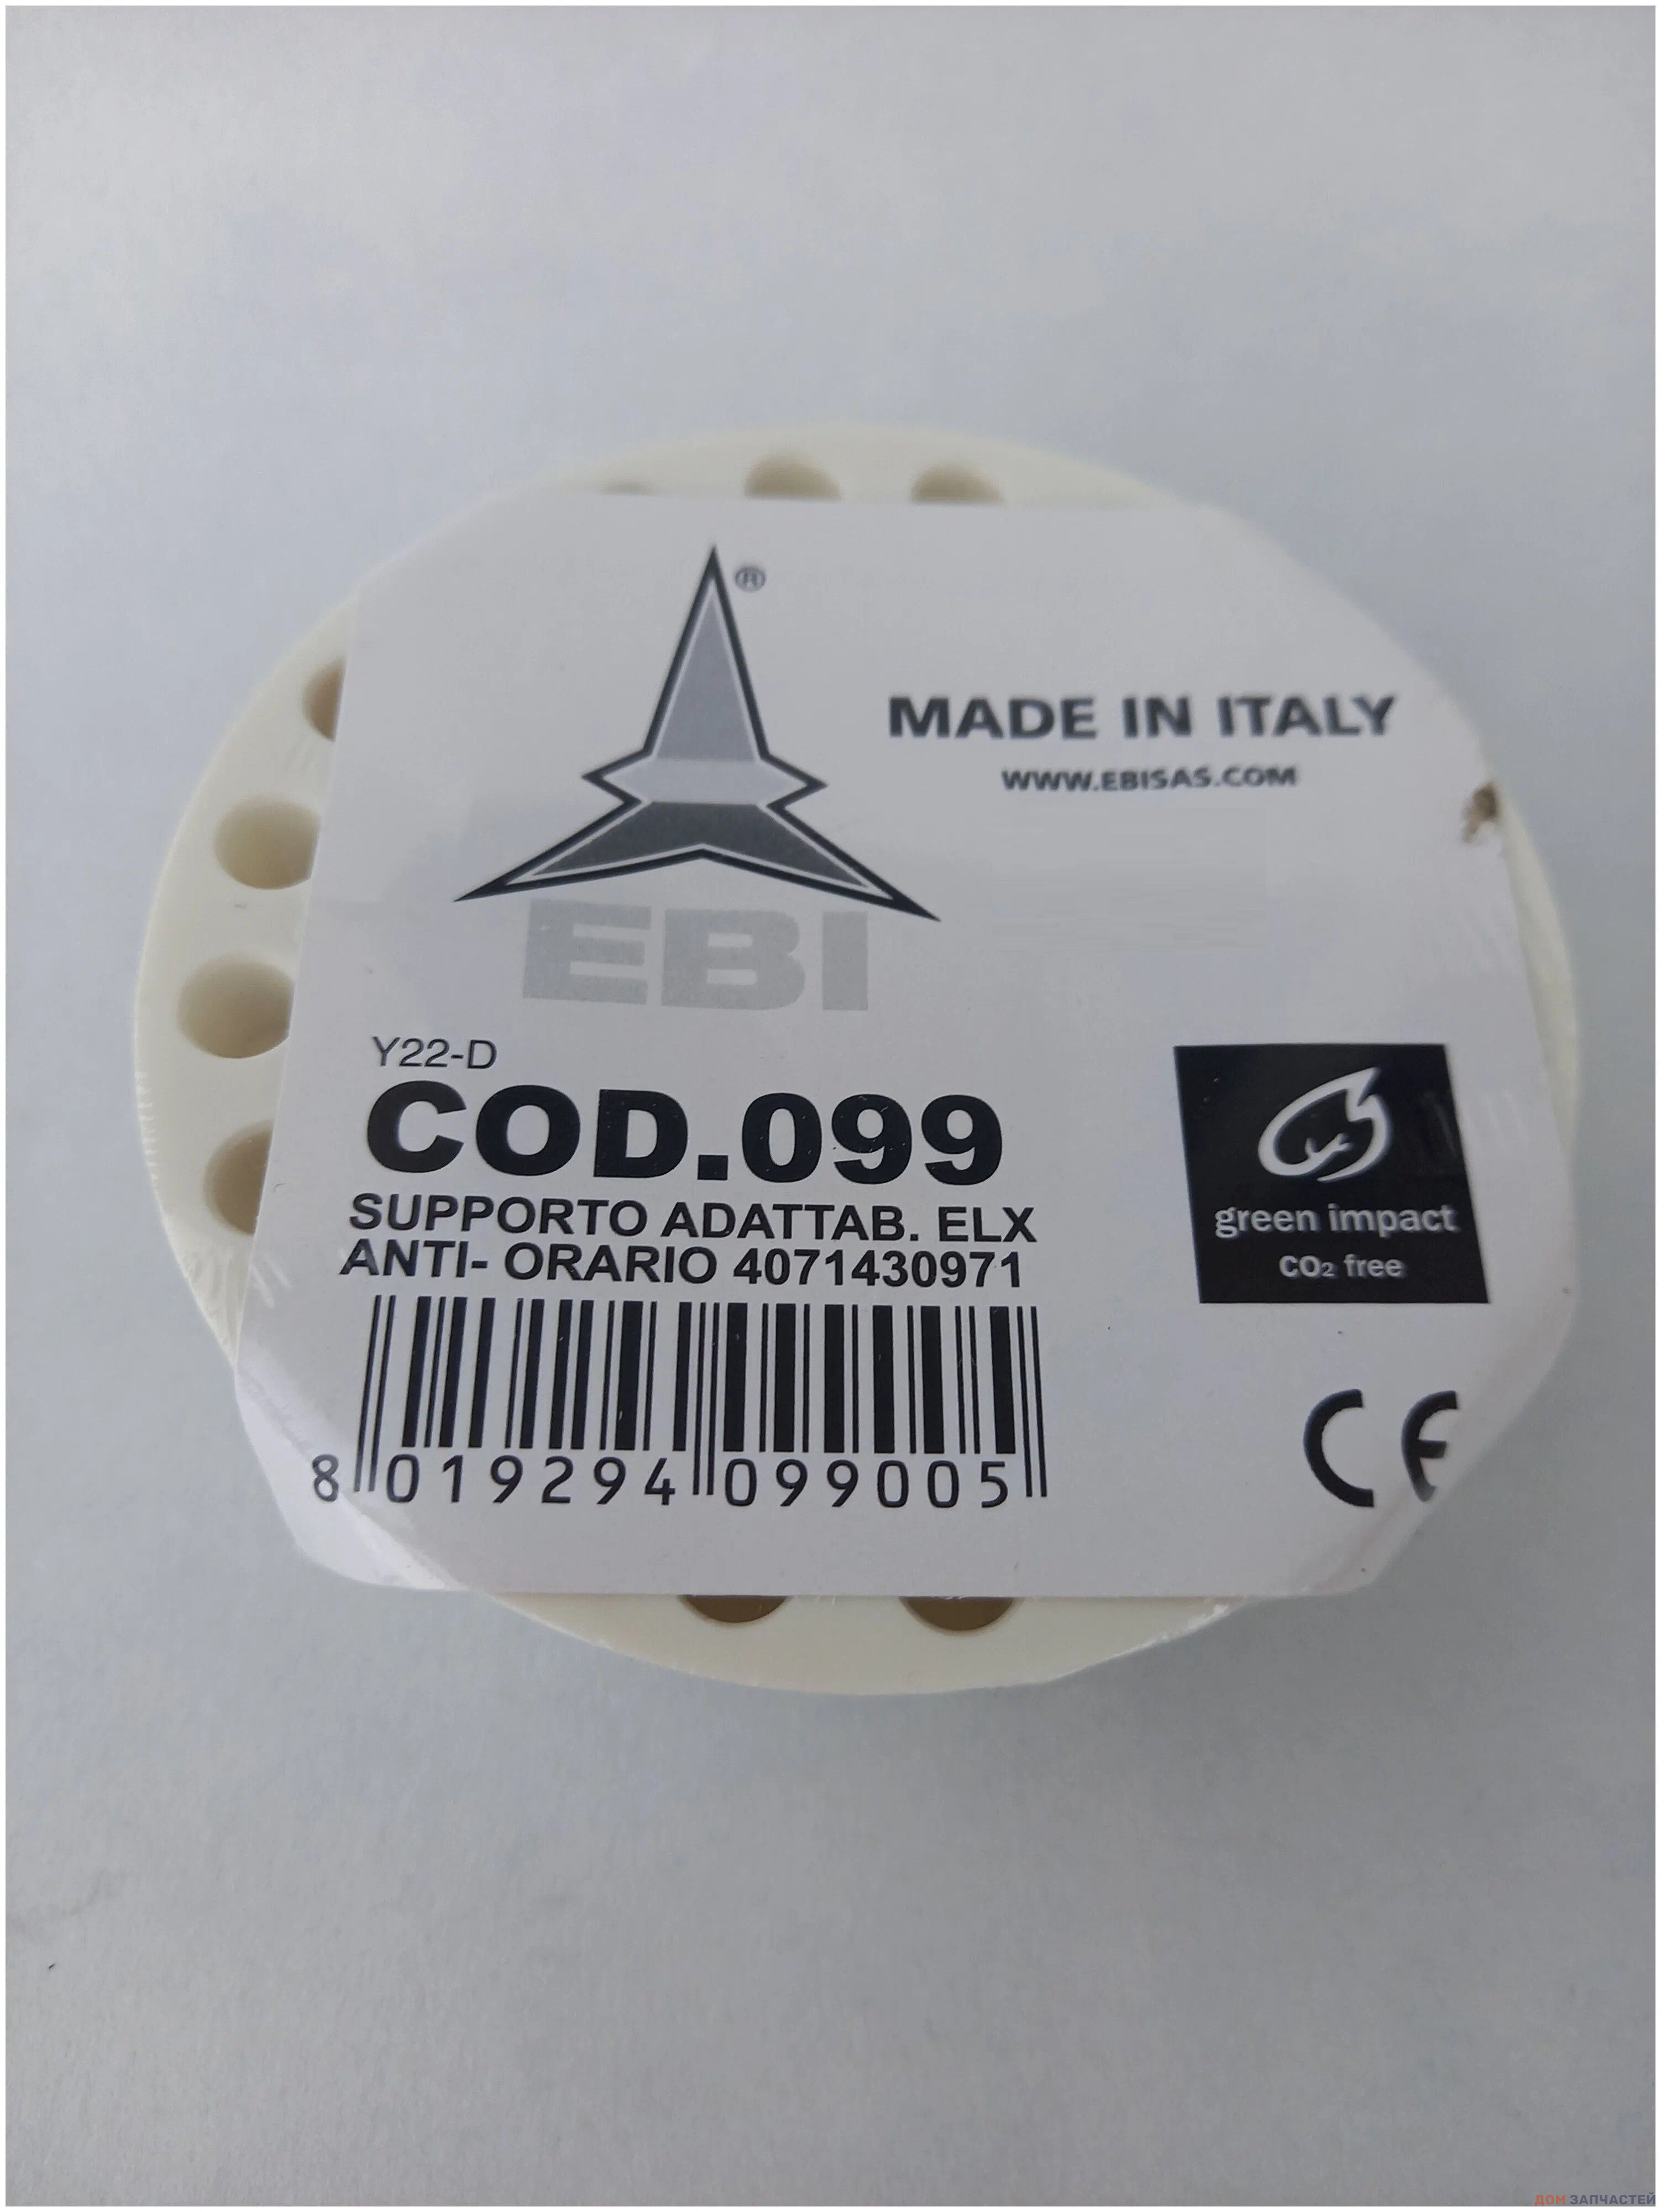 ®
MADE IN ITALY
WWW.EBISAS.COM
EBI
Y22-D
COD.099
SUPPORTO ADATTAB. ELX
ANTI- ORARIO 4071430971
8 019294 099005
green impact
CO₂ free
CE
ДОМ ЗАПЧАСТЕЙ